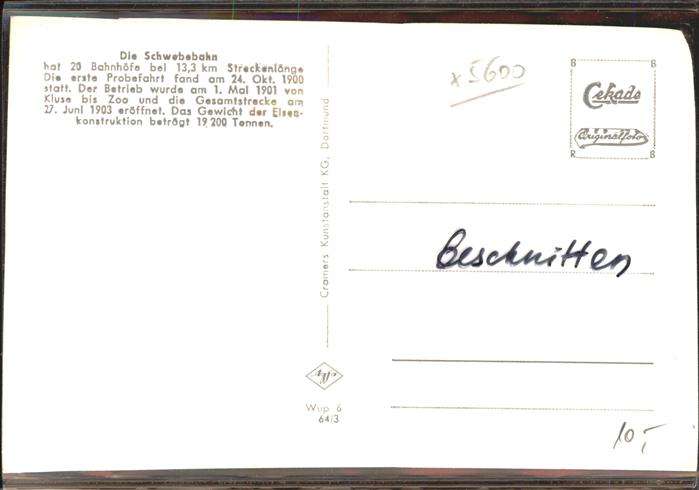 Die Schwebebahn
hat 20 Bahnhöfe bei 13,3 km Streckenlänge
Die erste Probefahrt fand am 24. Okt. 1900
statt. Der Betrieb wurde am 1. Mai 1901 von
Kluse bis Zoo und die Gesamtstrecke am
27. Juni 1903 eröffnet. Das Gewicht der Eisen-
konstruktion beträgt 19 200 Tonnen.
Cramers Kunstanstalt KG, Dortmund
Agfa
Wup 6
64/3
x 5600
B B
Cekade
Originalfoto
R B
Beschnitten
10,-